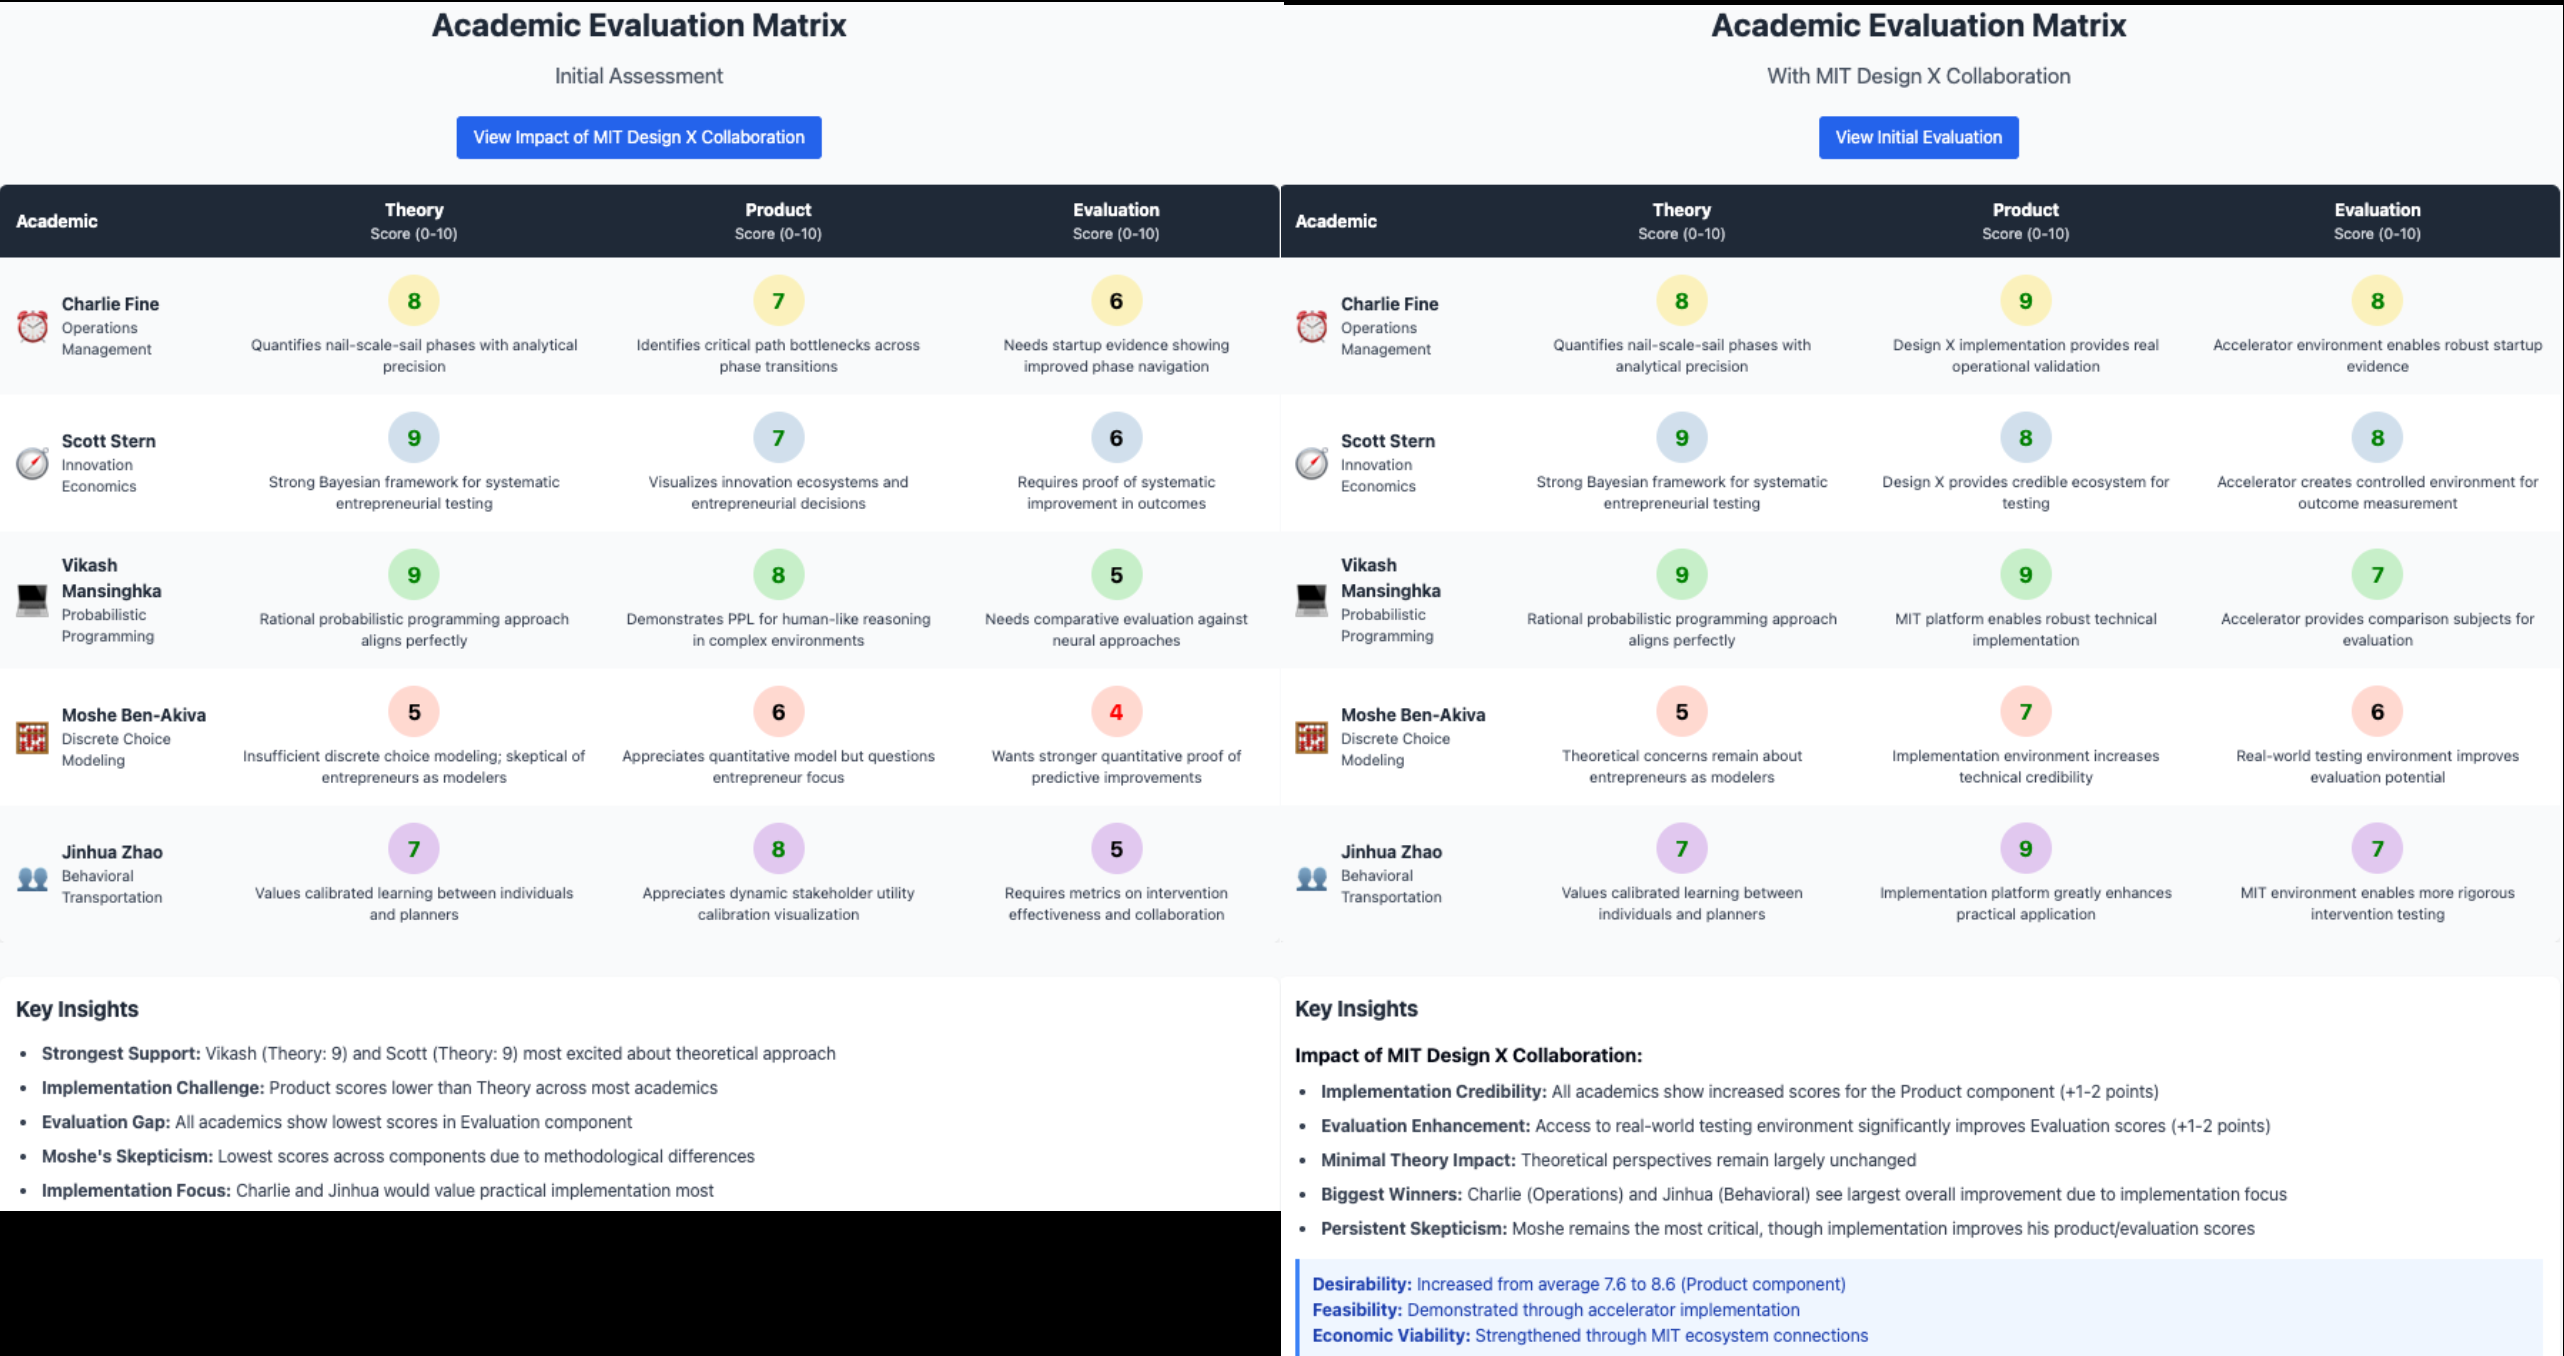 Academic Evaluation Matrix
Initial Assessment
View Impact of MIT Design X Collaboration
Academic
Theory
Score (0-10)
Product
Score (0-10)
Evaluation
Score (0-10)
Charlie Fine
Operations
Management
8
Quantifies nail-scale-sail phases with analytical
precision
7
Identifies critical path bottlenecks across
phase transitions
6
Needs startup evidence showing
improved phase navigation
Scott Stern
Innovation
Economics
9
Strong Bayesian framework for systematic
entrepreneurial testing
7
Visualizes innovation ecosystems and
entrepreneurial decisions
6
Requires proof of systematic
improvement in outcomes
Vikash
Mansinghka
Probabilistic
Programming
9
Rational probabilistic programming approach
aligns perfectly
8
Demonstrates PPL for human-like reasoning
in complex environments
5
Needs comparative evaluation against
neural approaches
Moshe Ben-Akiva
Discrete Choice
Modeling
5
Insufficient discrete choice modeling; skeptical of
entrepreneurs as modelers
6
Appreciates quantitative model but questions
entrepreneur focus
4
Wants stronger quantitative proof of
predictive improvements
Jinhua Zhao
Behavioral
Transportation
7
Values calibrated learning between individuals
and planners
8
Appreciates dynamic stakeholder utility
calibration visualization
5
Requires metrics on intervention
effectiveness and collaboration
Key Insights
• Strongest Support: Vikash (Theory: 9) and Scott (Theory: 9) most excited about theoretical approach
• Implementation Challenge: Product scores lower than Theory across most academics
• Evaluation Gap: All academics show lowest scores in Evaluation component
• Moshe's Skepticism: Lowest scores across components due to methodological differences
• Implementation Focus: Charlie and Jinhua would value practical implementation most
Academic Evaluation Matrix
With MIT Design X Collaboration
View Initial Evaluation
Academic
Theory
Score (0-10)
Product
Score (0-10)
Evaluation
Score (0-10)
Charlie Fine
Operations
Management
8
Quantifies nail-scale-sail phases with
analytical precision
9
Design X implementation provides real
operational validation
8
Accelerator environment enables robust startup
evidence
Scott Stern
Innovation
Economics
9
Strong Bayesian framework for systematic
entrepreneurial testing
8
Design X provides credible ecosystem for
testing
8
Accelerator creates controlled environment for
outcome measurement
Vikash
Mansinghka
Probabilistic
Programming
9
Rational probabilistic programming approach
aligns perfectly
9
MIT platform enables robust technical
implementation
7
Accelerator provides comparison subjects for
evaluation
Moshe Ben-Akiva
Discrete Choice
Modeling
5
Theoretical concerns remain about
entrepreneurs as modelers
7
Implementation environment increases
technical credibility
6
Real-world testing environment improves
evaluation potential
Jinhua Zhao
Behavioral
Transportation
7
Values calibrated learning between
individuals and planners
9
Implementation platform greatly enhances
practical application
7
MIT environment enables more rigorous
intervention testing
Key Insights
Impact of MIT Design X Collaboration:
• Implementation Credibility: All academics show increased scores for the Product component (+1-2 points)
• Evaluation Enhancement: Access to real-world testing environment significantly improves Evaluation scores (+1-2 points)
• Minimal Theory Impact: Theoretical perspectives remain largely unchanged
• Biggest Winners: Charlie (Operations) and Jinhua (Behavioral) see largest overall improvement due to implementation focus
• Persistent Skepticism: Moshe remains the most critical, though implementation improves his product/evaluation scores
Desirability: Increased from average 7.6 to 8.6 (Product component)
Feasibility: Demonstrated through accelerator implementation
Economic Viability: Strengthened through MIT ecosystem connections